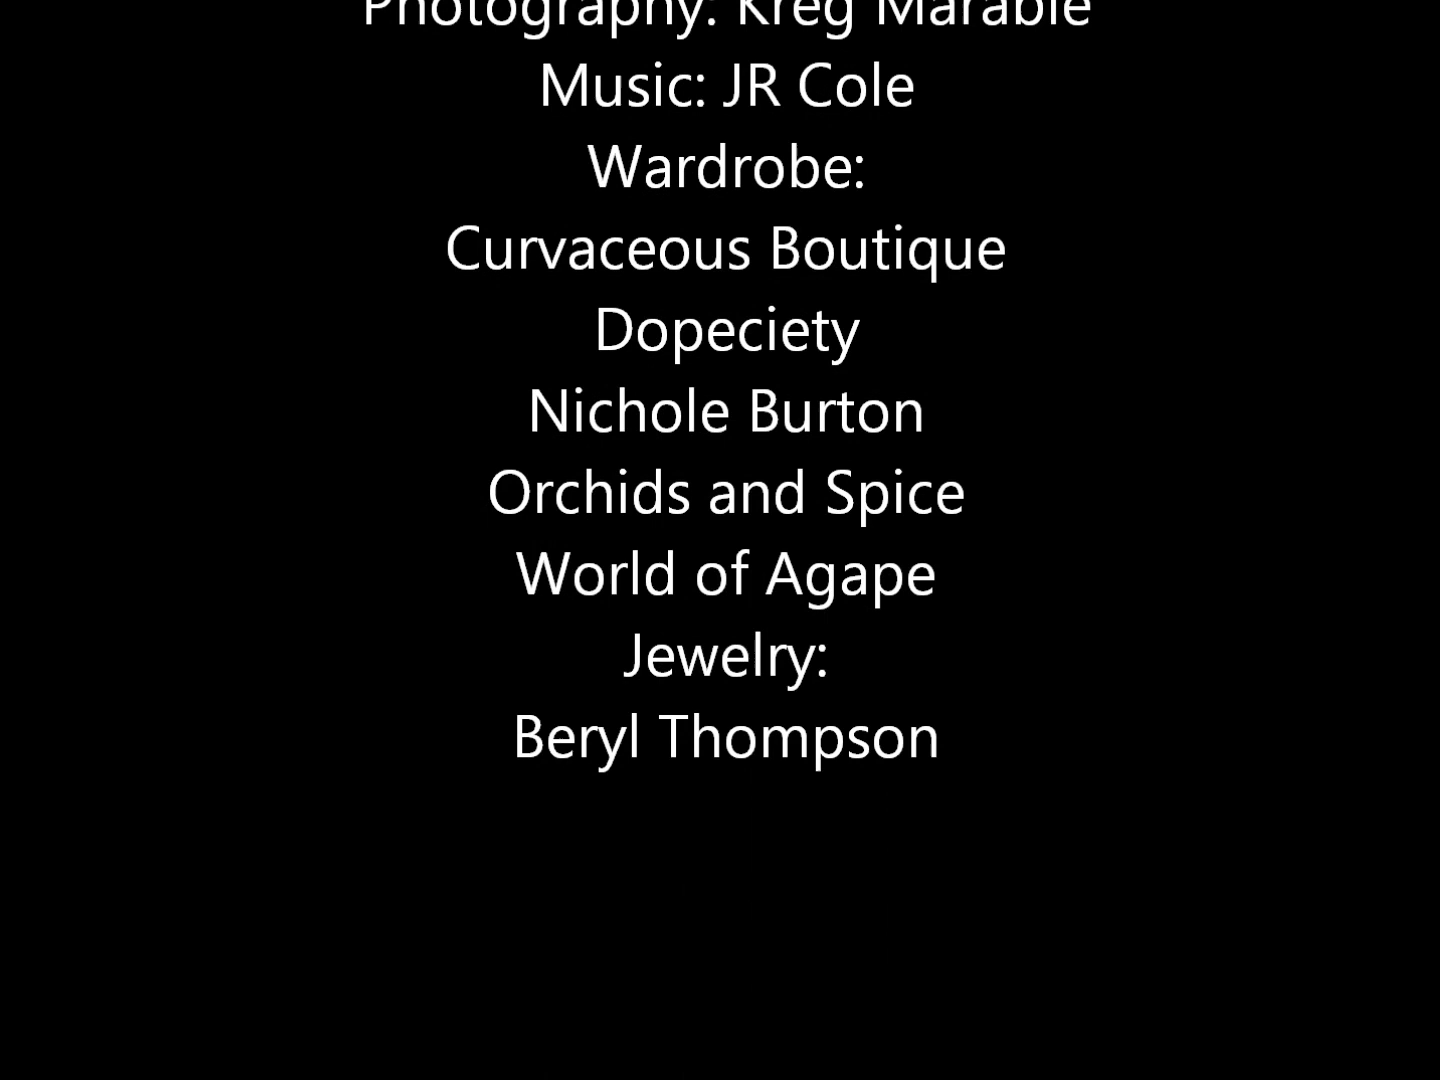 Photography: Kreg Marable
Music: JR Cole
Wardrobe:
Curvaceous Boutique
Dopeciety
Nichole Burton
Orchids and Spice
World of Agape
Jewelry:
Beryl Thompson